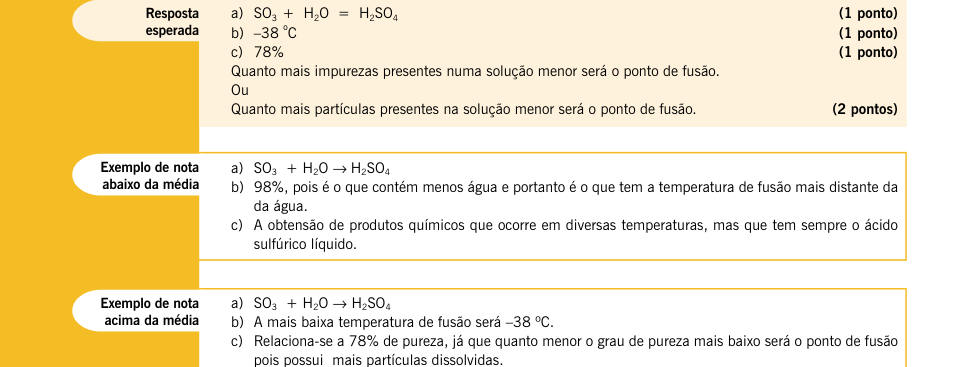 Resposta
esperada
a) SO₃ + H₂O = H₂SO₄ (1 ponto)
b) –38 ºC (1 ponto)
c) 78% (1 ponto)
Quanto mais impurezas presentes numa solução menor será o ponto de fusão.
Ou
Quanto mais partículas presentes na solução menor será o ponto de fusão. (2 pontos)
Exemplo de nota
abaixo da média
a) SO₃ + H₂O → H₂SO₄
b) 98%, pois é o que contém menos água e portanto é o que tem a temperatura de fusão mais distante da
da água.
c) A obtensão de produtos químicos que ocorre em diversas temperaturas, mas que tem sempre o ácido
sulfúrico líquido.
Exemplo de nota
acima da média
a) SO₃ + H₂O → H₂SO₄
b) A mais baixa temperatura de fusão será –38 ºC.
c) Relaciona-se a 78% de pureza, já que quanto menor o grau de pureza mais baixo será o ponto de fusão
pois possui mais partículas dissolvidas.